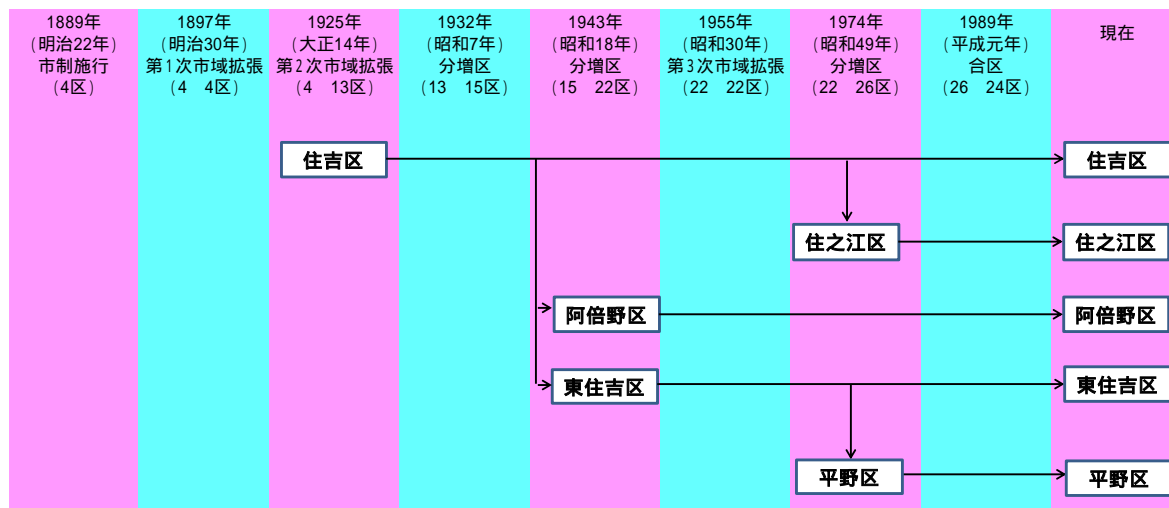 1889年
(明治22年)
市制施行
(4区)
1897年
(明治30年)
第1次市域拡張
(4 4区)
1925年
(大正14年)
第2次市域拡張
(4 13区)
1932年
(昭和7年)
分増区
(13 15区)
1943年
(昭和18年)
分増区
(15 22区)
1955年
(昭和30年)
第3次市域拡張
(22 22区)
1974年
(昭和49年)
分増区
(22 26区)
1989年
(平成元年)
合区
(26 24区)
現在
住吉区
住吉区
住之江区
住之江区
阿倍野区
阿倍野区
東住吉区
東住吉区
平野区
平野区